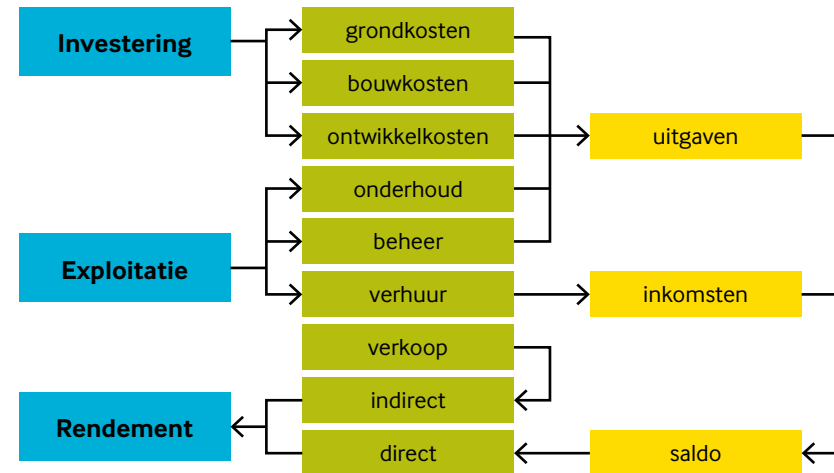 Investering
grondkosten
bouwkosten
ontwikkelkosten
uitgaven
onderhoud
beheer
Exploitatie
verhuur
inkomsten
verkoop
indirect
Rendement
direct
saldo